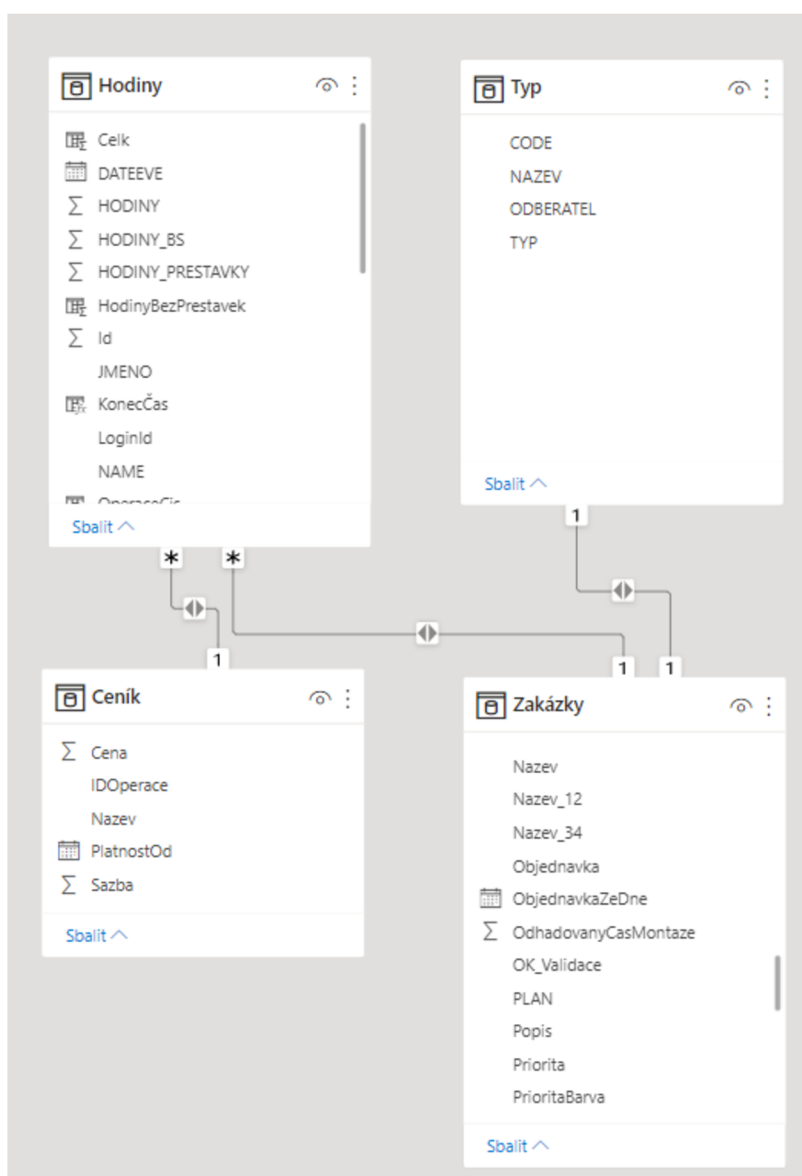 Hodiny
Celk
DATEEVE
HODINY
HODINY_BS
HODINY_PRESTAVKY
HodinyBezPrestavek
Id
JMENO
KonecČas
LoginId
NAME
OperaceCis
Sbalit
Typ
CODE
NAZEV
ODBERATEL
TYP
Sbalit
* * 1
1 1 1
Ceník
Cena
IDOperace
Nazev
PlatnostOd
Sazba
Sbalit
Zakázky
Nazev
Nazev_12
Nazev_34
Objednavka
ObjednavkaZeDne
OdhadovanyCasMontaze
OK_Validace
PLAN
Popis
Priorita
PrioritaBarva
Sbalit